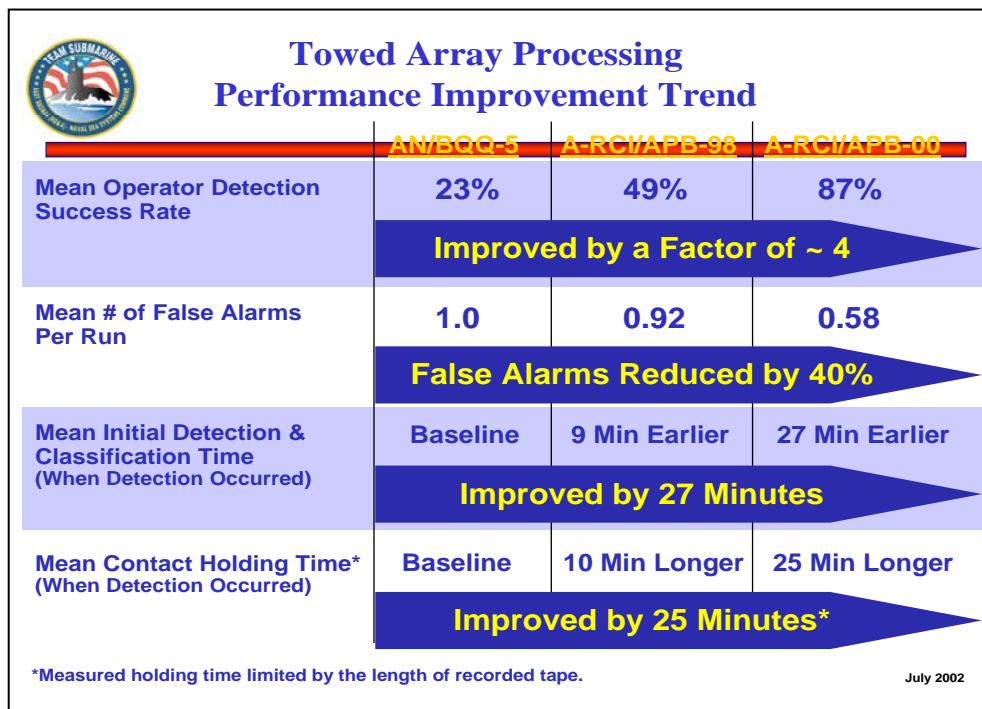 TEAM SUBMARINE
Towed Array Processing
Performance Improvement Trend
AN/BQQ-5 A-RCI/APB-98 A-RCI/APB-00
Mean Operator Detection
Success Rate
23% 49% 87%
Improved by a Factor of ~ 4
Mean # of False Alarms
Per Run
1.0 0.92 0.58
False Alarms Reduced by 40%
Mean Initial Detection &
Classification Time
(When Detection Occurred)
Baseline 9 Min Earlier 27 Min Earlier
Improved by 27 Minutes
Mean Contact Holding Time*
(When Detection Occurred)
Baseline 10 Min Longer 25 Min Longer
Improved by 25 Minutes*
*Measured holding time limited by the length of recorded tape.
July 2002